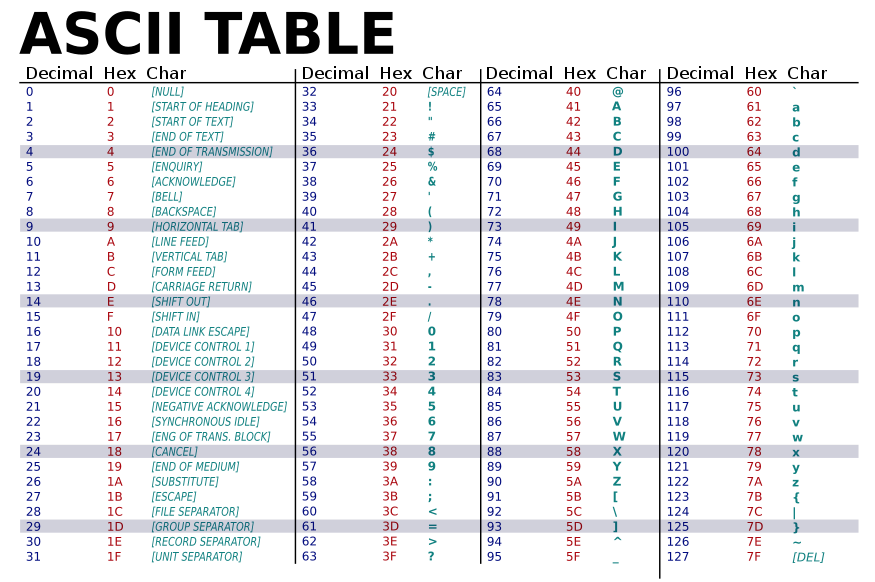 ASCII TABLE
Decimal Hex Char Decimal Hex Char Decimal Hex Char Decimal Hex Char
0 0 [NULL] 32 20 [SPACE] 64 40 @ 96 60 `
1 1 [START OF HEADING] 33 21 ! 65 41 A 97 61 a
2 2 [START OF TEXT] 34 22 " 66 42 B 98 62 b
3 3 [END OF TEXT] 35 23 # 67 43 C 99 63 c
4 4 [END OF TRANSMISSION] 36 24 $ 68 44 D 100 64 d
5 5 [ENQUIRY] 37 25 % 69 45 E 101 65 e
6 6 [ACKNOWLEDGE] 38 26 & 70 46 F 102 66 f
7 7 [BELL] 39 27 ' 71 47 G 103 67 g
8 8 [BACKSPACE] 40 28 ( 72 48 H 104 68 h
9 9 [HORIZONTAL TAB] 41 29 ) 73 49 I 105 69 i
10 A [LINE FEED] 42 2A * 74 4A J 106 6A j
11 B [VERTICAL TAB] 43 2B + 75 4B K 107 6B k
12 C [FORM FEED] 44 2C , 76 4C L 108 6C l
13 D [CARRIAGE RETURN] 45 2D - 77 4D M 109 6D m
14 E [SHIFT OUT] 46 2E . 78 4E N 110 6E n
15 F [SHIFT IN] 47 2F / 79 4F O 111 6F o
16 10 [DATA LINK ESCAPE] 48 30 0 80 50 P 112 70 p
17 11 [DEVICE CONTROL 1] 49 31 1 81 51 Q 113 71 q
18 12 [DEVICE CONTROL 2] 50 32 2 82 52 R 114 72 r
19 13 [DEVICE CONTROL 3] 51 33 3 83 53 S 115 73 s
20 14 [DEVICE CONTROL 4] 52 34 4 84 54 T 116 74 t
21 15 [NEGATIVE ACKNOWLEDGE] 53 35 5 85 55 U 117 75 u
22 16 [SYNCHRONOUS IDLE] 54 36 6 86 56 V 118 76 v
23 17 [ENG OF TRANS. BLOCK] 55 37 7 87 57 W 119 77 w
24 18 [CANCEL] 56 38 8 88 58 X 120 78 x
25 19 [END OF MEDIUM] 57 39 9 89 59 Y 121 79 y
26 1A [SUBSTITUTE] 58 3A : 90 5A Z 122 7A z
27 1B [ESCAPE] 59 3B ; 91 5B [ 123 7B {
28 1C [FILE SEPARATOR] 60 3C < 92 5C \ 124 7C |
29 1D [GROUP SEPARATOR] 61 3D = 93 5D ] 125 7D }
30 1E [RECORD SEPARATOR] 62 3E > 94 5E ^ 126 7E ~
31 1F [UNIT SEPARATOR] 63 3F ? 95 5F _ 127 7F [DEL]